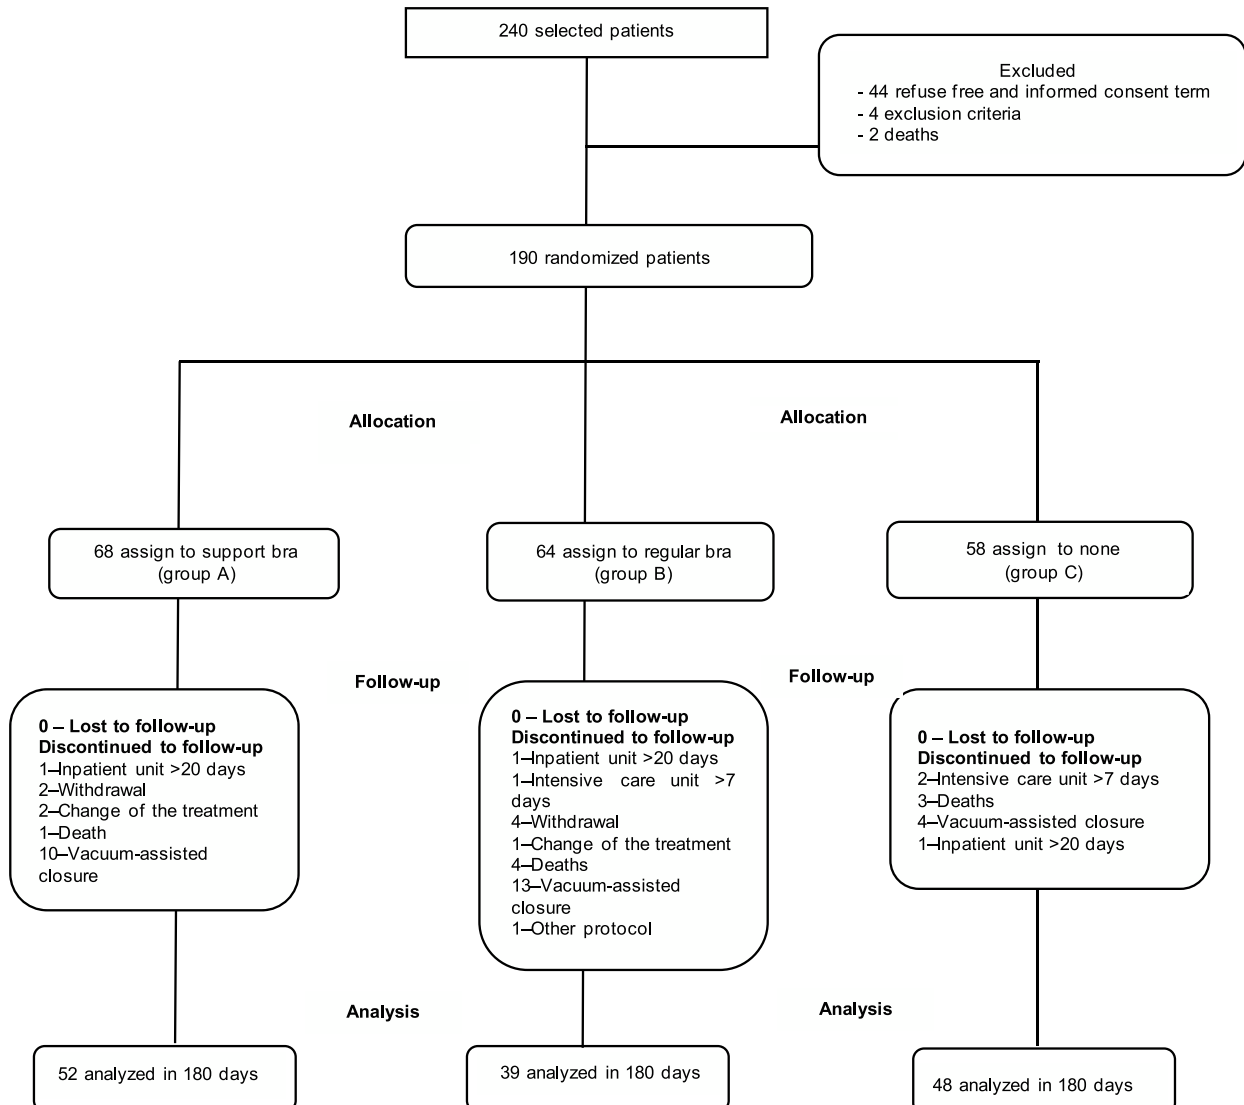 240 selected patients
Excluded
- 44 refuse free and informed consent term
- 4 exclusion criteria
- 2 deaths
190 randomized patients
Allocation
Allocation
68 assign to support bra
(group A)
64 assign to regular bra
(group B)
58 assign to none
(group C)
Follow-up
Follow-up
0 – Lost to follow-up
Discontinued to follow-up
1–Inpatient unit >20 days
2–Withdrawal
2–Change of the treatment
1–Death
10–Vacuum-assisted
closure
0 – Lost to follow-up
Discontinued to follow-up
1–Inpatient unit >20 days
1–Intensive care unit >7
days
4–Withdrawal
1–Change of the treatment
4–Deaths
13–Vacuum-assisted
closure
1–Other protocol
0 – Lost to follow-up
Discontinued to follow-up
2–Intensive care unit >7 days
3–Deaths
4–Vacuum-assisted closure
1–Inpatient unit >20 days
Analysis
Analysis
52 analyzed in 180 days
39 analyzed in 180 days
48 analyzed in 180 days